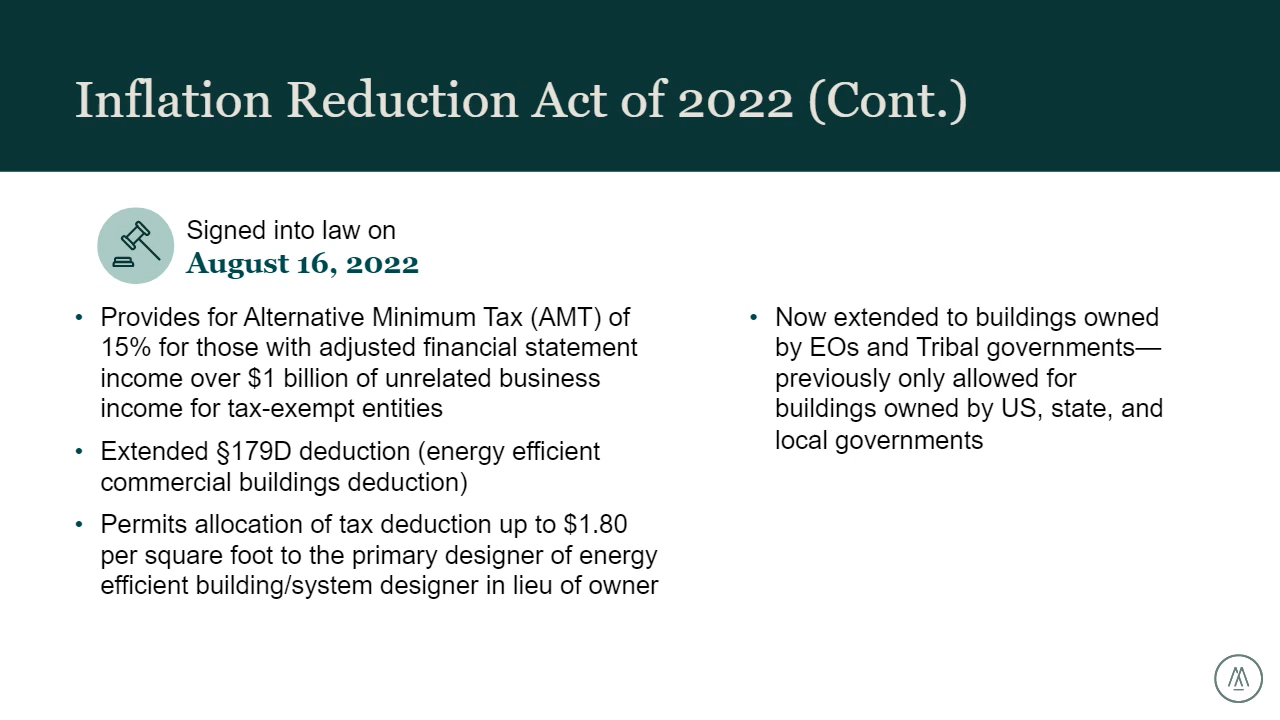 Inflation Reduction Act of 2022 (Cont.)
Signed into law on
August 16, 2022
• Provides for Alternative Minimum Tax (AMT) of
15% for those with adjusted financial statement
income over $1 billion of unrelated business
income for tax-exempt entities
• Extended §179D deduction (energy efficient
commercial buildings deduction)
• Permits allocation of tax deduction up to $1.80
per square foot to the primary designer of energy
efficient building/system designer in lieu of owner
• Now extended to buildings owned
by EOs and Tribal governments—
previously only allowed for
buildings owned by US, state, and
local governments